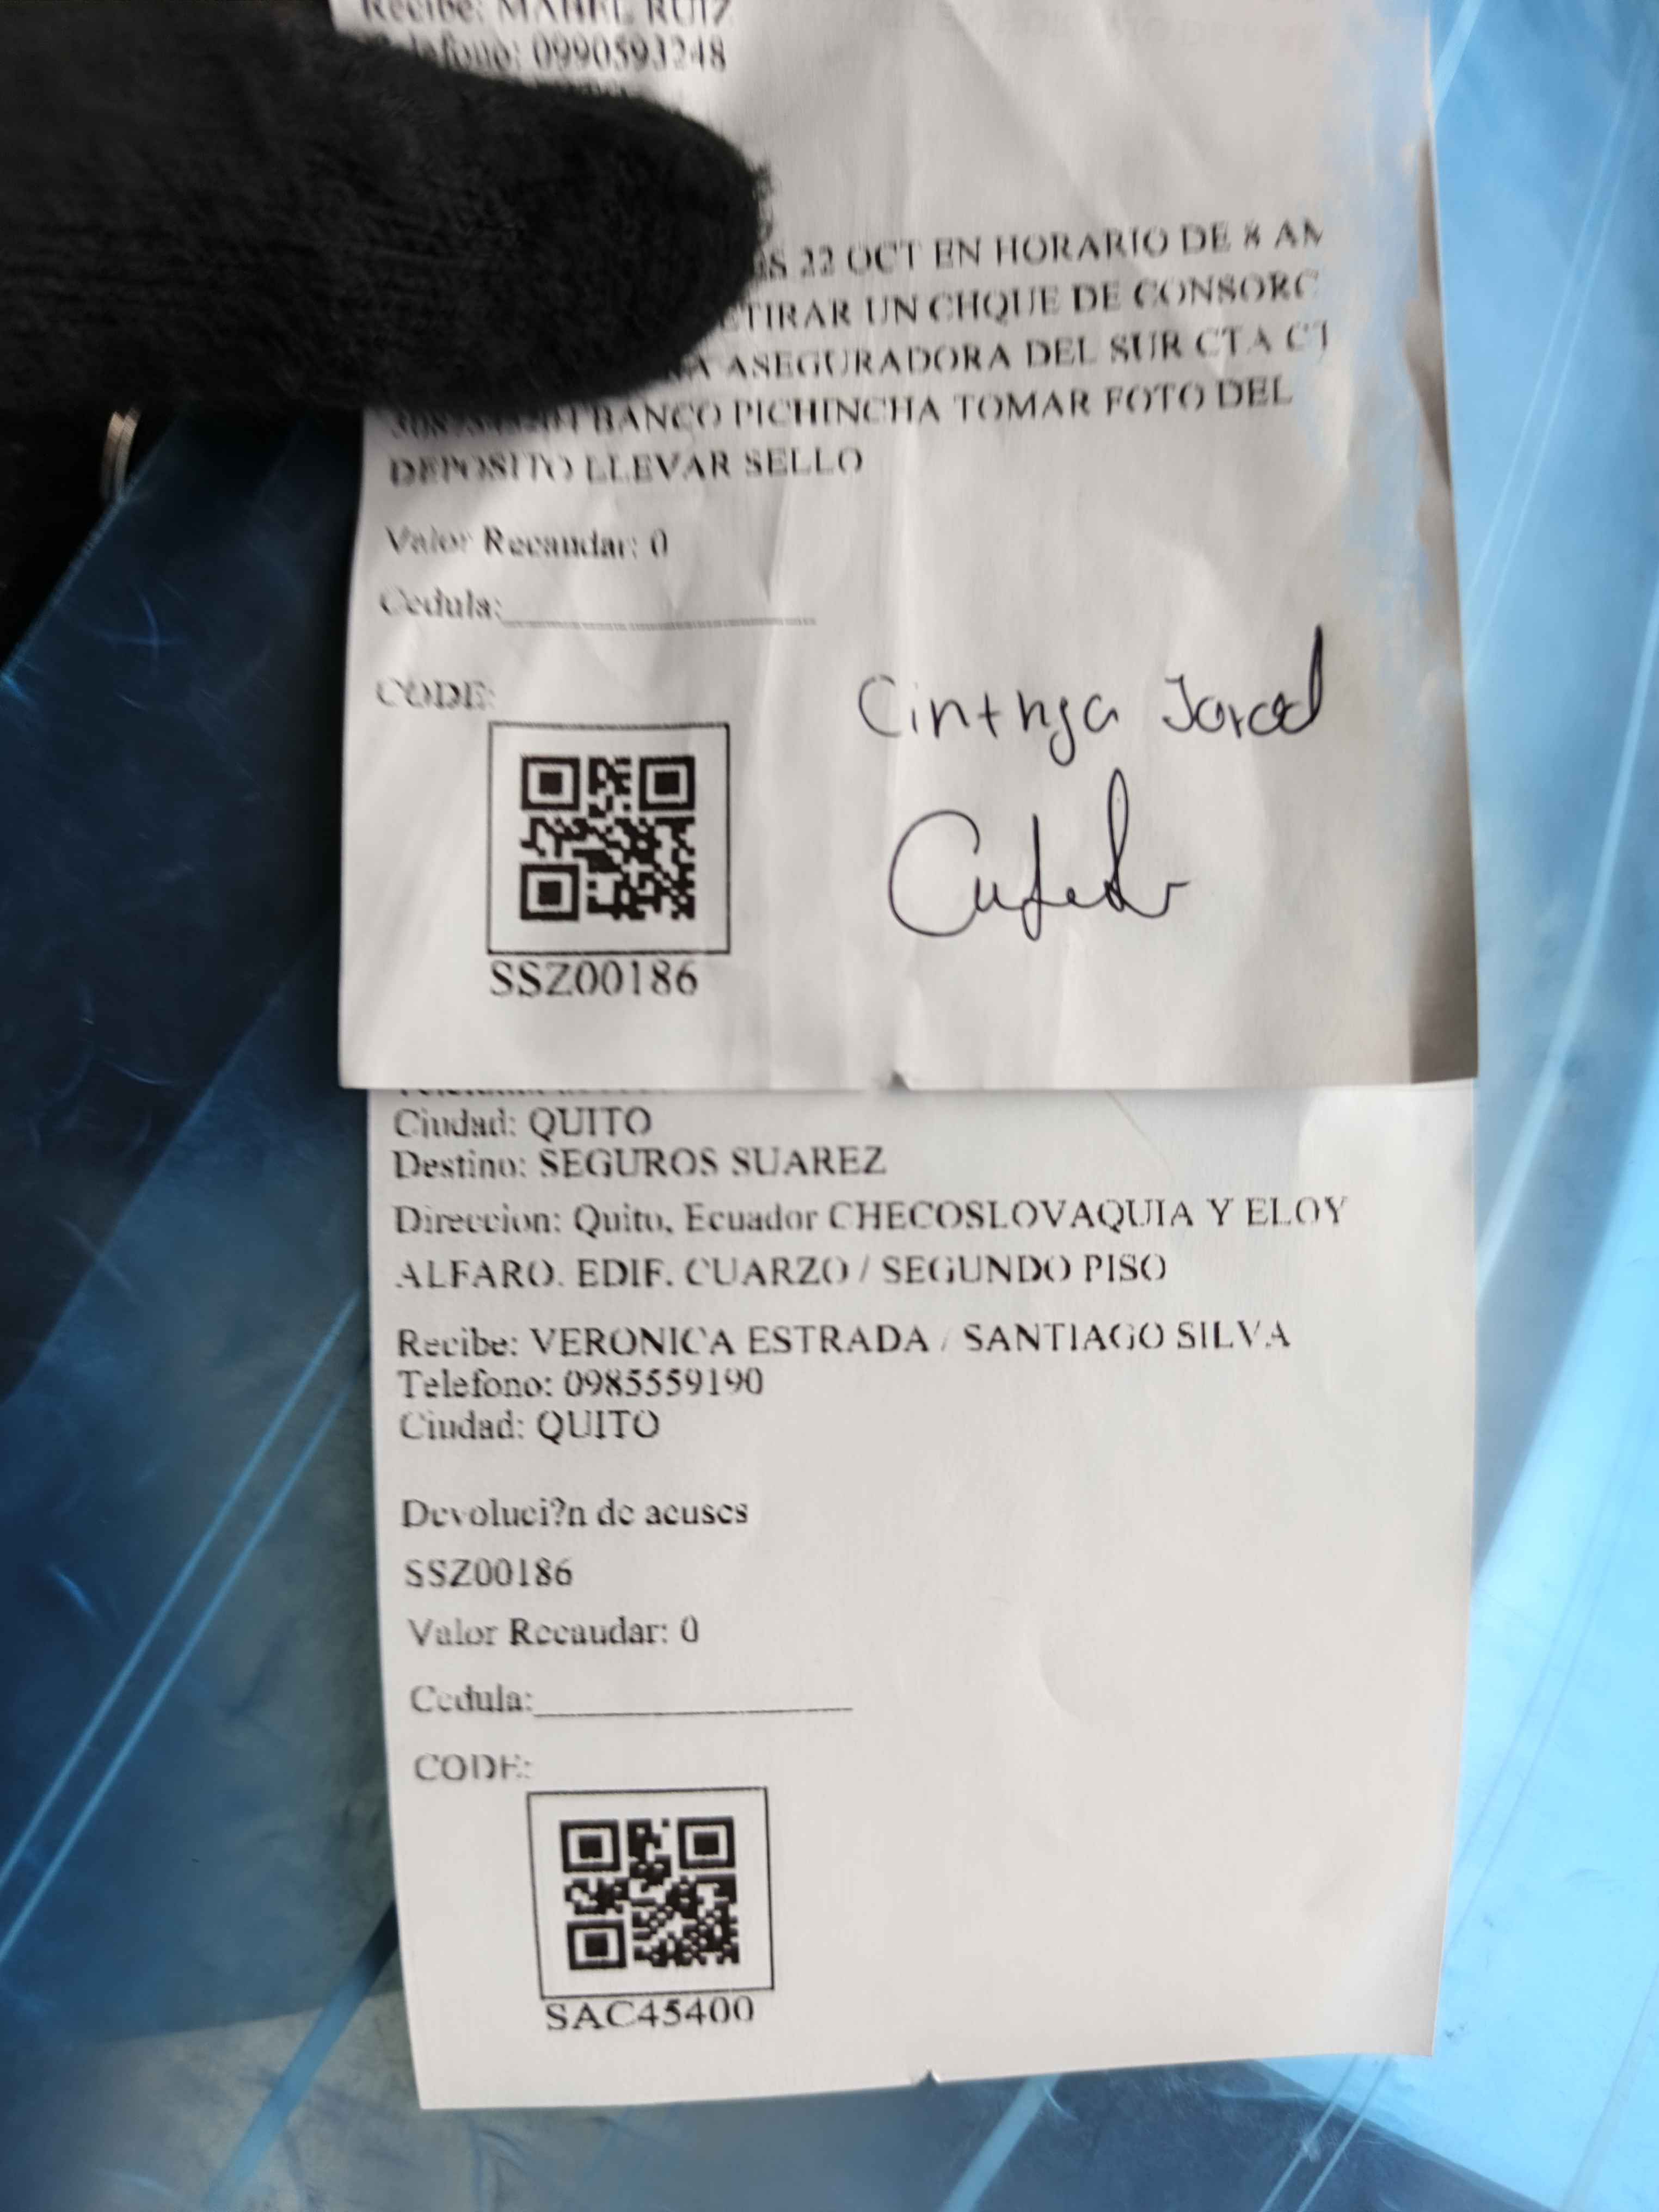 Recibe: MABEL RUIZ
0990593248
22 OCT EN HORARIO DE 8 AM
UN CHQUE DE CONSORC
ASEGURADORA DEL SUR CTA CT
BANCO PICHINCHA TOMAR FOTO DEL
DEPOSITO LLEVAR SELLO
Valor Recaudar: 0
Cedula:
CODE:
Cinthya
SSZ00186
Ciudad: QUITO
Destino: SEGUROS SUAREZ
Direccion: Quito, Ecuador CHECOSLOVAQUIA Y ELOY
ALFARO. EDIF. CUARZO / SEGUNDO PISO
Recibe: VERONICA ESTRADA / SANTIAGO SILVA
Telefono: 0985559190
Ciudad: QUITO
Devoluci?n de acuses
SSZ00186
Valor Recaudar: 0
Cedula:
CODE:
SAC45400